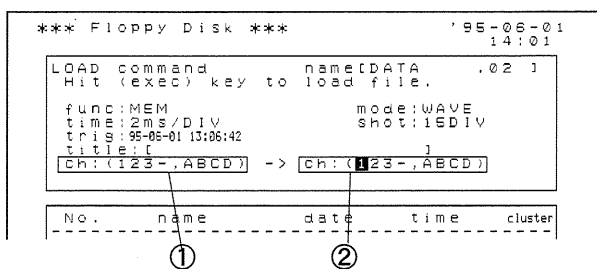 *** Floppy Disk *** '95-06-01
14:01
LOAD command name[DATA .02 ]
Hit (exec) key to load file.
func:MEM mode:WAVE
time:2ms/DIV shot:15DIV
trig:95-06-01 13:06:42
title:[ ]
ch:(123-,ABCD) -> ch:(123-,ABCD)
No. name date time cluster
① ②